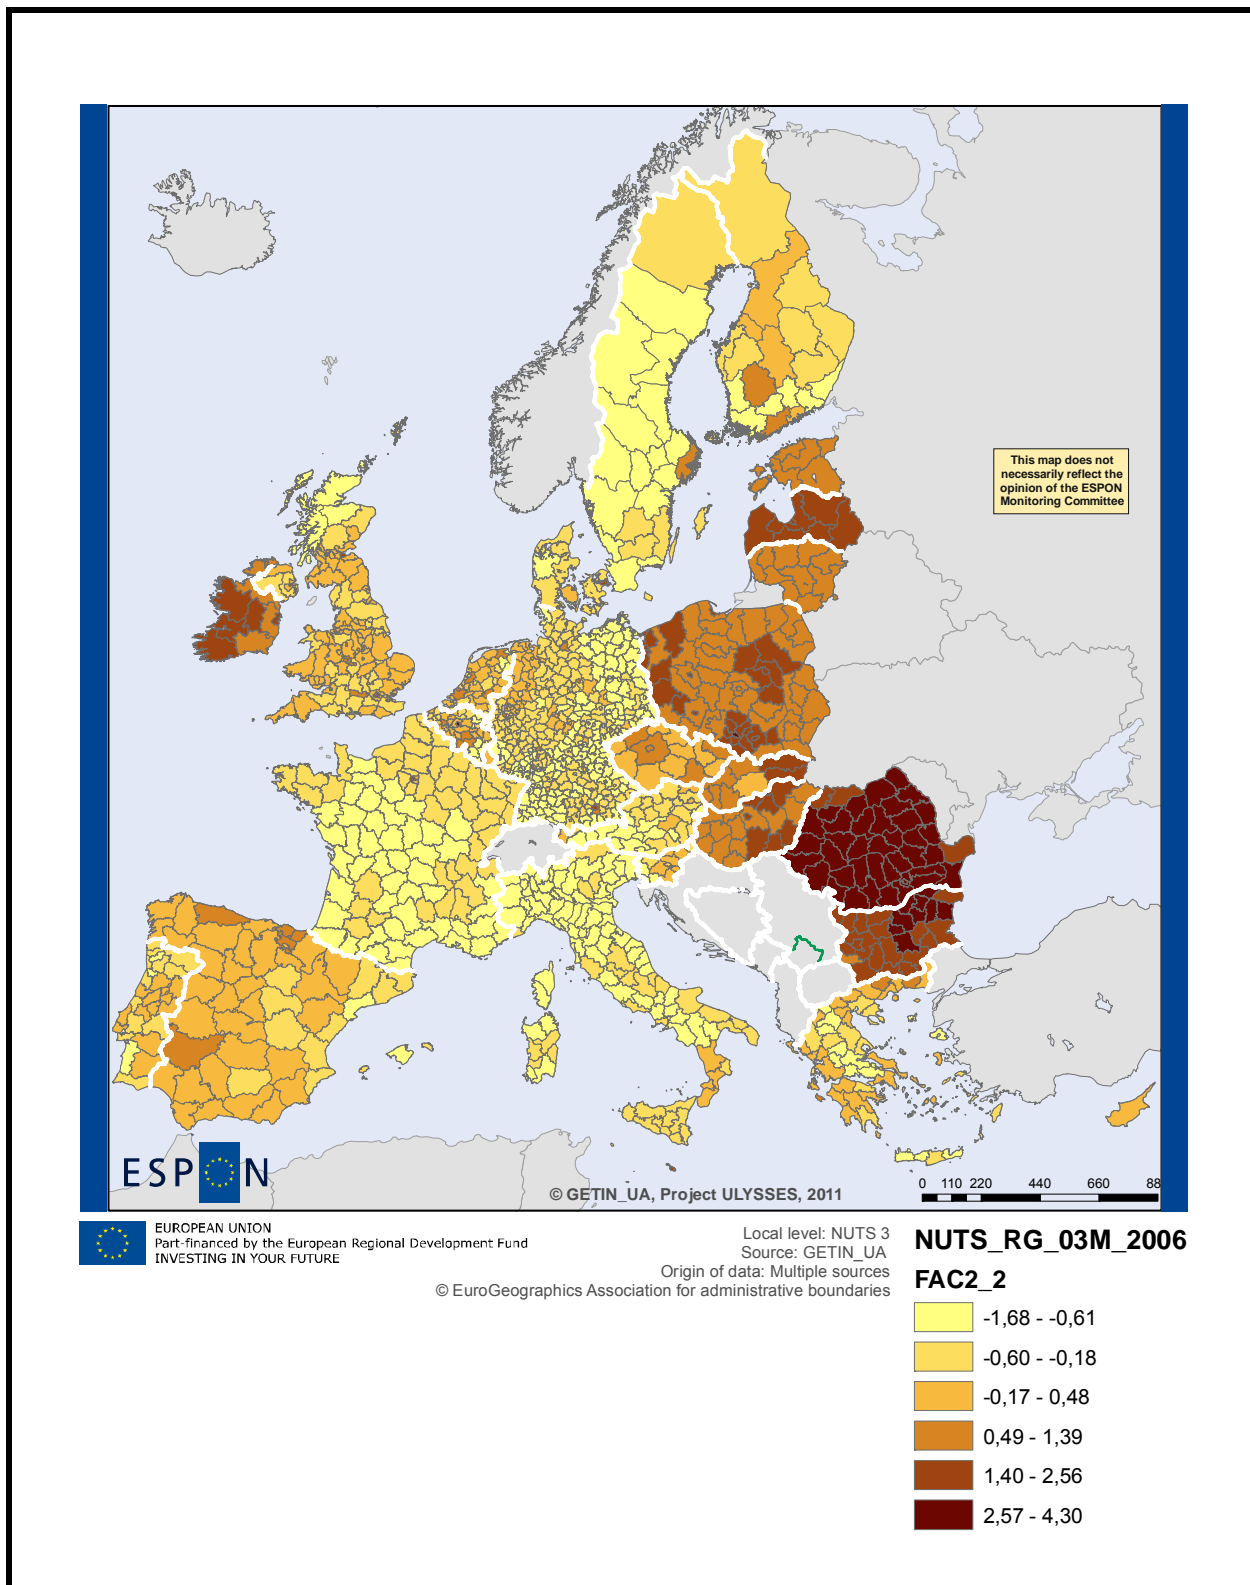 This map does not
necessarily reflect the
opinion of the ESPON
Monitoring Committee
ESPON
© GETIN_UA, Project ULYSSES, 2011
0 110 220 440 660 88
EUROPEAN UNION
Part-financed by the European Regional Development Fund
INVESTING IN YOUR FUTURE
Local level: NUTS 3
Source: GETIN_UA
Origin of data: Multiple sources
© EuroGeographics Association for administrative boundaries
NUTS_RG_03M_2006
FAC2_2
-1,68 - -0,61
-0,60 - -0,18
-0,17 - 0,48
0,49 - 1,39
1,40 - 2,56
2,57 - 4,30